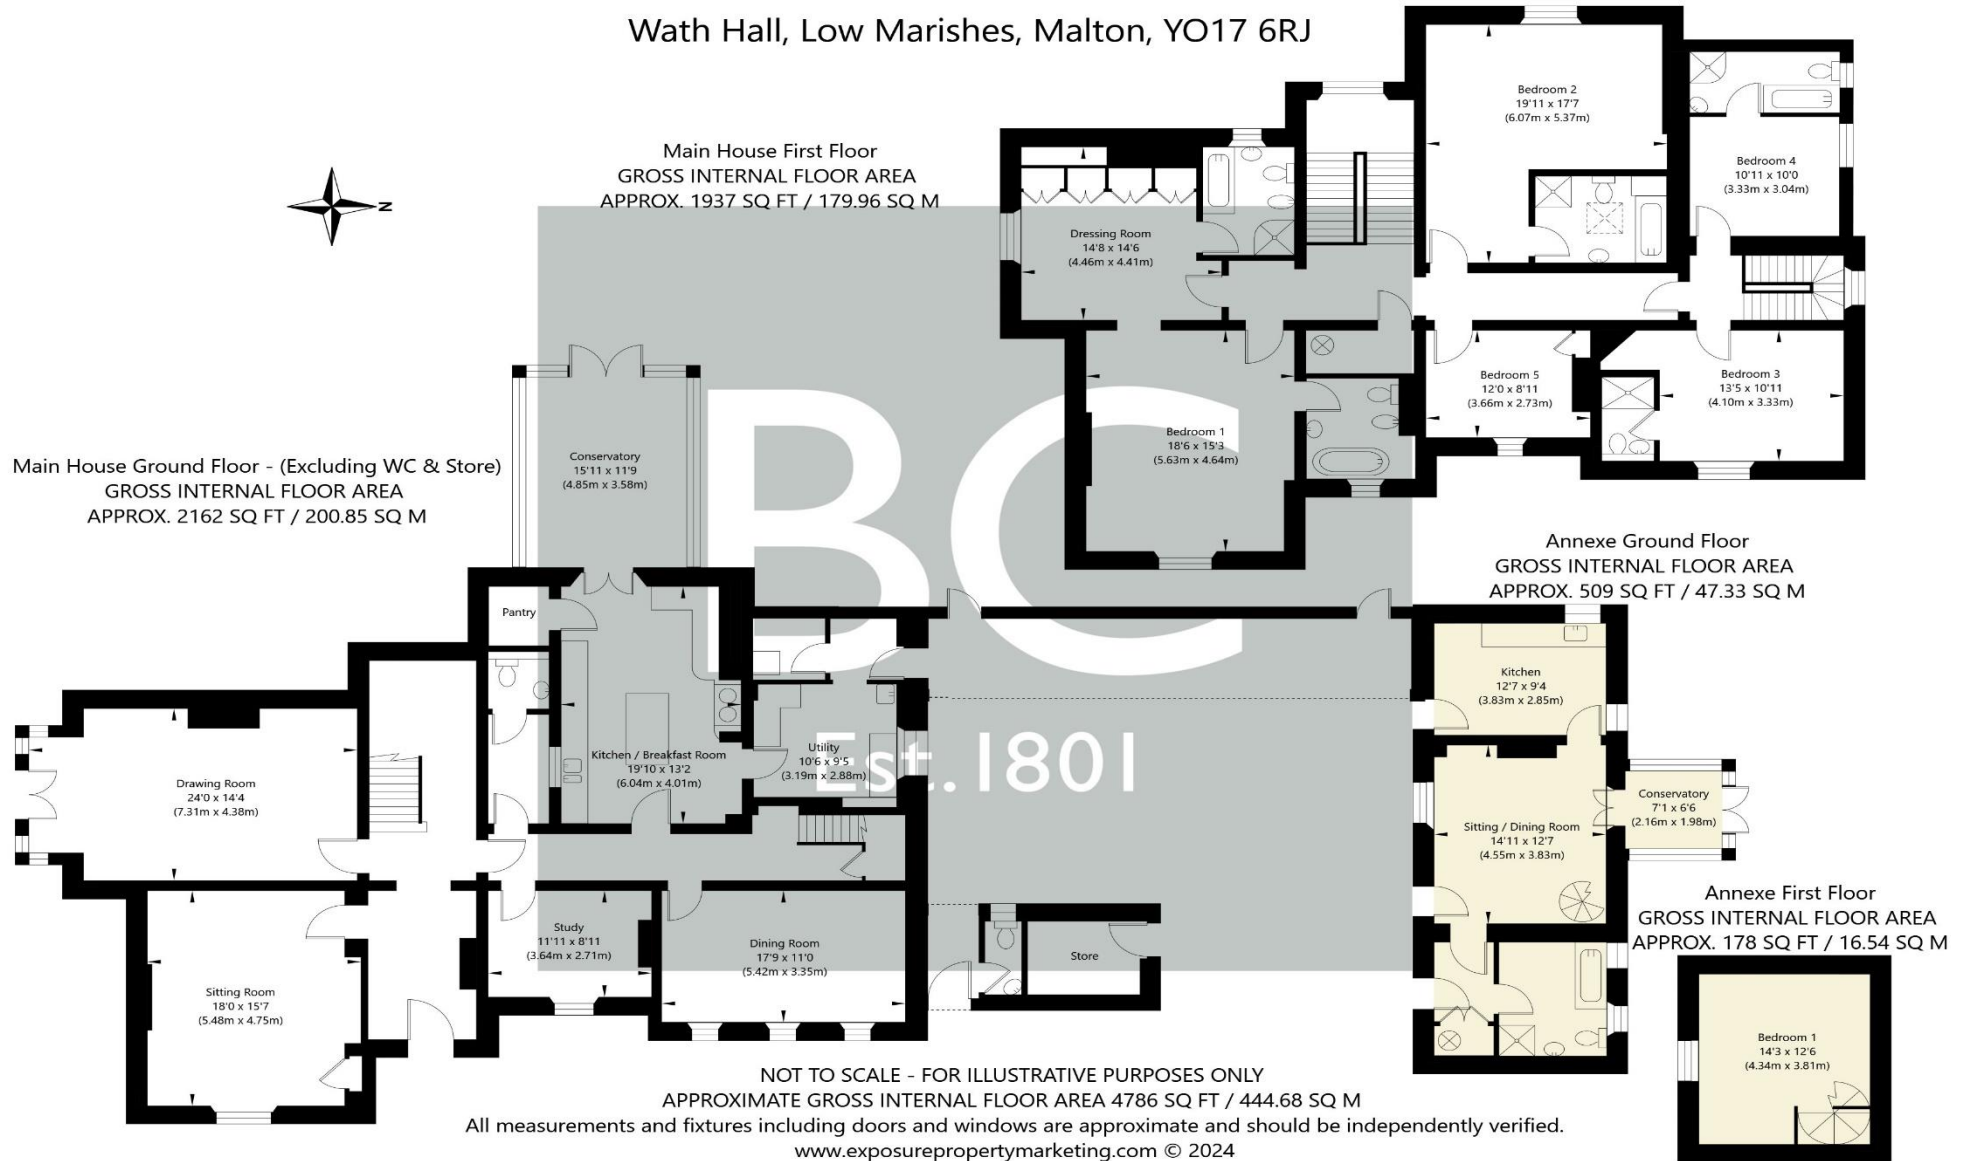 Wath Hall, Low Marishes, Malton, YO17 6RJ
Main House First Floor
GROSS INTERNAL FLOOR AREA
APPROX. 1937 SQ FT / 179.96 SQ M
N
Bedroom 2
19'11 x 17'7
(6.07m x 5.37m)
Bedroom 4
10'11 x 10'0
(3.33m x 3.04m)
Dressing Room
14'8 x 14'6
(4.46m x 4.41m)
Bedroom 5
12'0 x 8'11
(3.66m x 2.73m)
Bedroom 3
13'5 x 10'11
(4.10m x 3.33m)
Bedroom 1
18'6 x 15'3
(5.63m x 4.64m)
BC
Est. 1801
Main House Ground Floor - (Excluding WC & Store)
GROSS INTERNAL FLOOR AREA
APPROX. 2162 SQ FT / 200.85 SQ M
Conservatory
15'11 x 11'9
(4.85m x 3.58m)
Pantry
Kitchen / Breakfast Room
19'10 x 13'2
(6.04m x 4.01m)
Utility
10'6 x 9'5
(3.19m x 2.88m)
Drawing Room
24'0 x 14'4
(7.31m x 4.38m)
Sitting Room
18'0 x 15'7
(5.48m x 4.75m)
Study
11'11 x 8'11
(3.64m x 2.71m)
Dining Room
17'9 x 11'0
(5.42m x 3.35m)
Store
Annexe Ground Floor
GROSS INTERNAL FLOOR AREA
APPROX. 509 SQ FT / 47.33 SQ M
Kitchen
12'7 x 9'4
(3.83m x 2.85m)
Sitting / Dining Room
14'11 x 12'7
(4.55m x 3.83m)
Conservatory
7'1 x 6'6
(2.16m x 1.98m)
Annexe First Floor
GROSS INTERNAL FLOOR AREA
APPROX. 178 SQ FT / 16.54 SQ M
Bedroom 1
14'3 x 12'6
(4.34m x 3.81m)
NOT TO SCALE - FOR ILLUSTRATIVE PURPOSES ONLY
APPROXIMATE GROSS INTERNAL FLOOR AREA 4786 SQ FT / 444.68 SQ M
All measurements and fixtures including doors and windows are approximate and should be independently verified.
www.exposurepropertymarketing.com © 2024